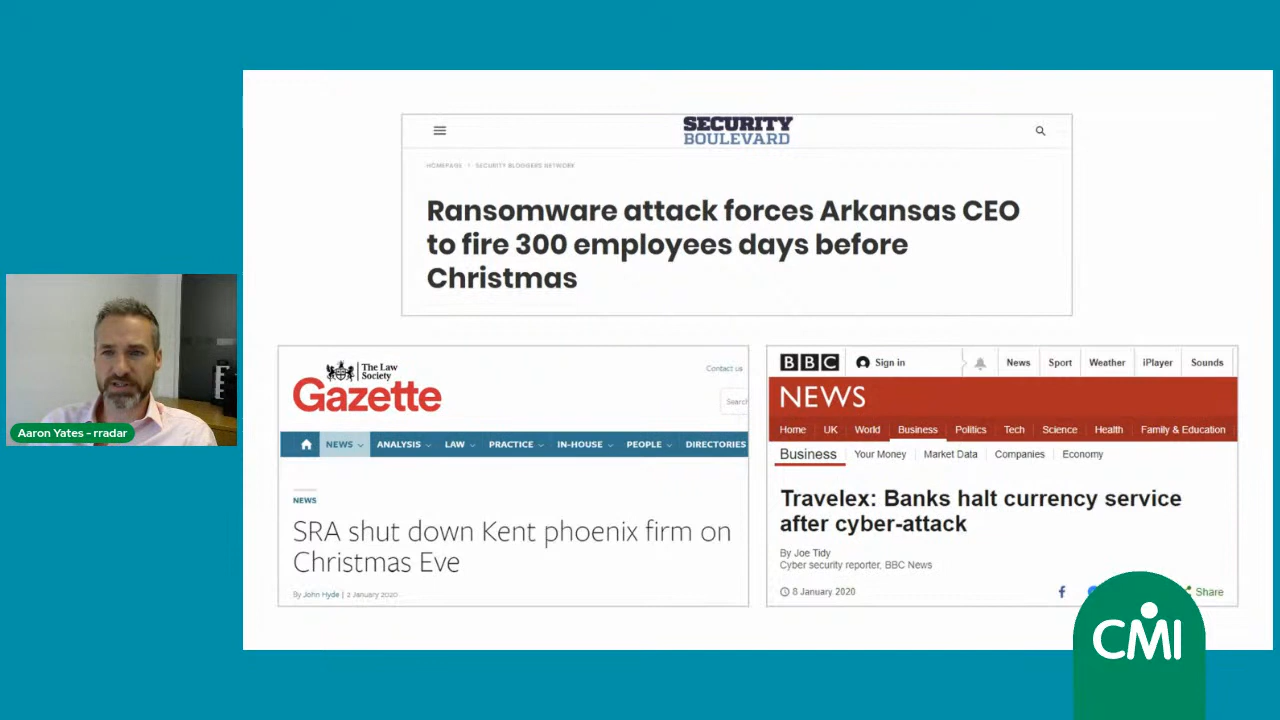 SECURITY
BOULEVARD
HOMEPAGE › SECURITY BLOGGERS NETWORK
Ransomware attack forces Arkansas CEO
to fire 300 employees days before
Christmas
The Law
Society
Gazette
Contact us
Search
NEWS
ANALYSIS
LAW
PRACTICE
IN-HOUSE
PEOPLE
DIRECTORIES
NEWS
SRA shut down Kent phoenix firm on
Christmas Eve
By John Hyde | 2 January 2020
BBC
Sign in
News
Sport
Weather
iPlayer
Sounds
NEWS
Home
UK
World
Business
Politics
Tech
Science
Health
Family & Education
Business
Your Money
Market Data
Companies
Economy
Travelex: Banks halt currency service
after cyber-attack
By Joe Tidy
Cyber security reporter, BBC News
8 January 2020
Share
Aaron Yates - rradar
CMI